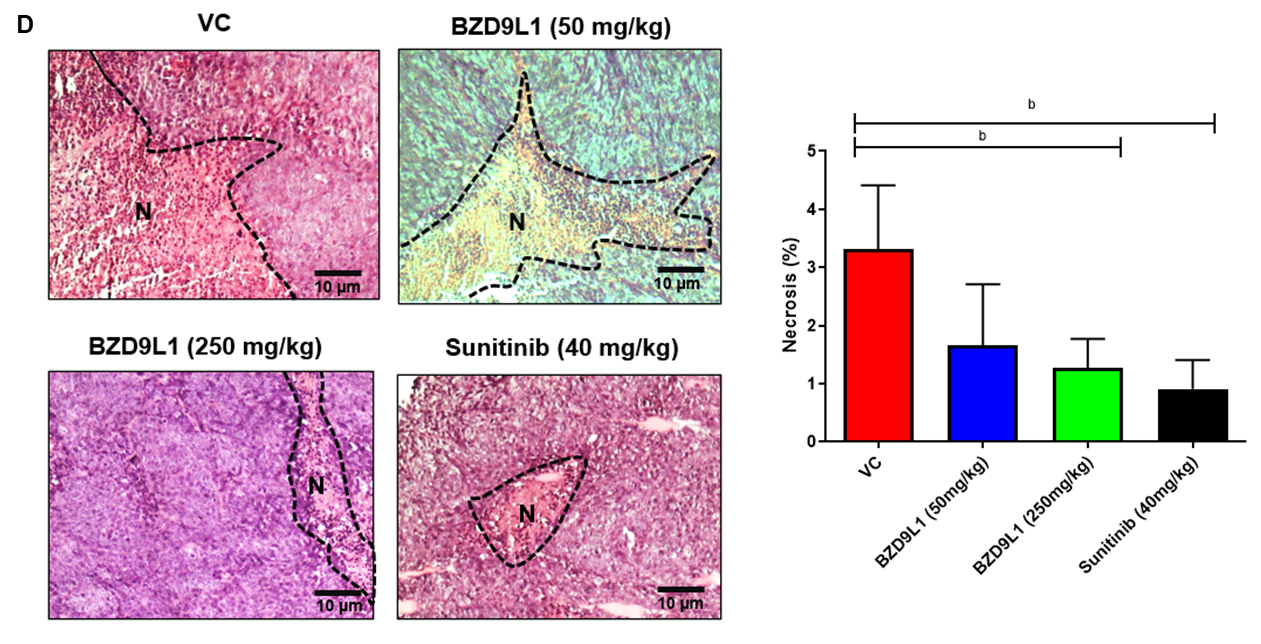 D
VC
BZD9L1 (50 mg/kg)
N
10 µm
N
10 µm
BZD9L1 (250 mg/kg)
Sunitinib (40 mg/kg)
N
10 µm
N
10 µm
b
b
5
4
3
2
1
0
Necrosis (%)
VC
BZD9L1 (50mg/kg)
BZD9L1 (250mg/kg)
Sunitinib (40mg/kg)